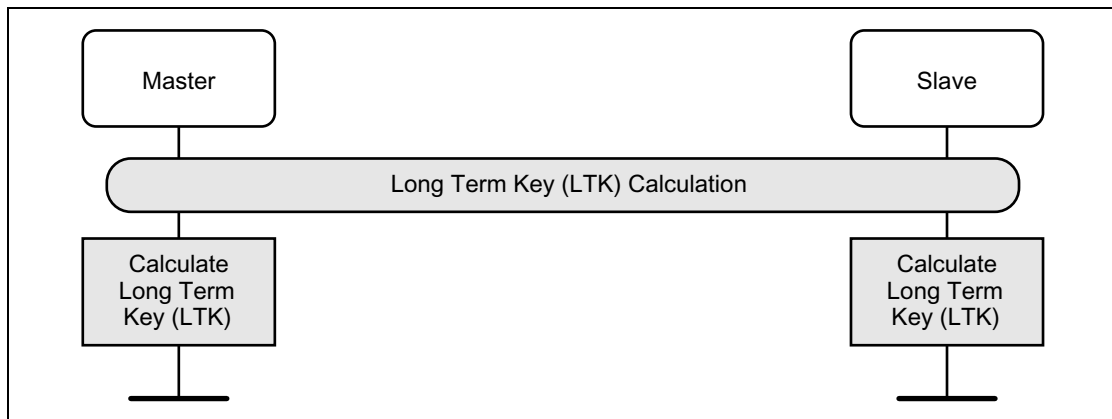 Master
Slave
Long Term Key (LTK) Calculation
Calculate
Long Term
Key (LTK)
Calculate
Long Term
Key (LTK)